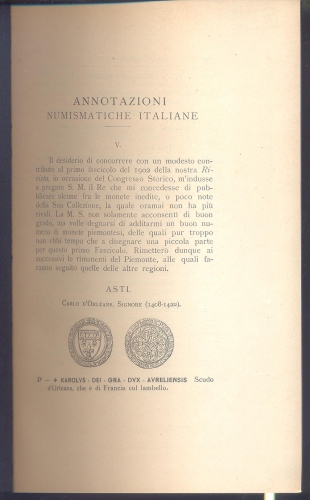 ANNOTAZIONI
NUMISMATICHE ITALIANE
V.
Il desiderio di concorrere con un modesto con-
tributo al primo fascicolo del 1902 della nostra Ri-
vista, in occasione del Congresso Storico, m'indusse
a pregare S. M. il Re che mi concedesse di pub-
blicare alcune fra le monete inedite, o poco note
della Sua Collezione, la quale oramai non ha più
rivali. La M. S. non solamente acconsentì di buon
grado, ma volle degnarsi di additarmi un buon nu-
mero di monete piemontesi, delle quali pur troppo
non ebbi tempo che a disegnare una piccola parte
per questo primo Fascicolo. Rimetterò dunque ai
successivi le rimanenti del Piemonte, alle quali fa-
ranno seguito quelle delle altre regioni.
ASTI.
Carlo d'Orléans, Signore (1408-1422).
D — + KAROLVS · DEI · GRA · DVX · AVRELIENSIS Scudo
d'Orléans, che è di Francia col lambello.